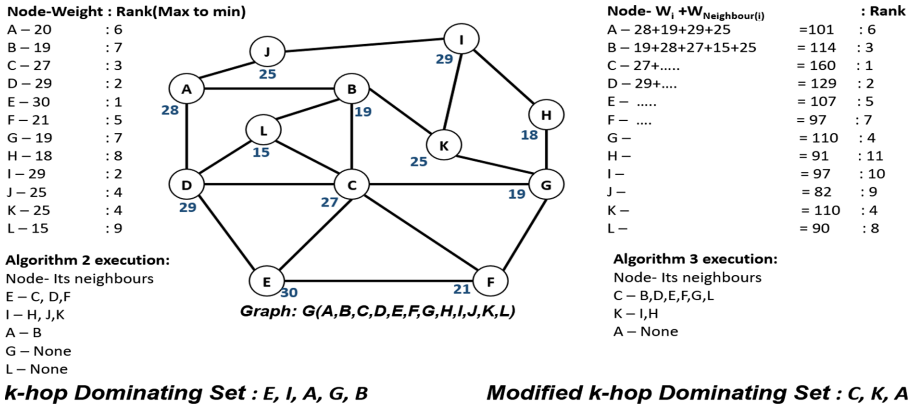 Node-Weight : Rank(Max to min)
A – 20 : 6
B – 19 : 7
C – 27 : 3
D – 29 : 2
E – 30 : 1
F – 21 : 5
G – 19 : 7
H – 18 : 8
I – 29 : 2
J – 25 : 4
K – 25 : 4
L – 15 : 9
Algorithm 2 execution:
Node- Its neighbours
E – C, D,F
I – H, J,K
A – B
G – None
L – None
J
25
I
29
A
28
B
19
L
15
K
25
H
18
D
29
C
27
G
19
E
30
F
21
Graph: G(A,B,C,D,E,F,G,H,I,J,K,L)
Node- Wi +WNeighbour(i) : Rank
A – 28+19+29+25 =101 : 6
B – 19+28+27+15+25 = 114 : 3
C – 27+..... = 160 : 1
D – 29+.... = 129 : 2
E – ..... = 107 : 5
F – .... = 97 : 7
G – = 110 : 4
H – = 91 : 11
I – = 97 : 10
J – = 82 : 9
K – = 110 : 4
L – = 90 : 8
Algorithm 3 execution:
Node- Its neighbours
C – B,D,E,F,G,L
K – I,H
A – None
k-hop Dominating Set : E, I, A, G, B
Modified k-hop Dominating Set : C, K, A